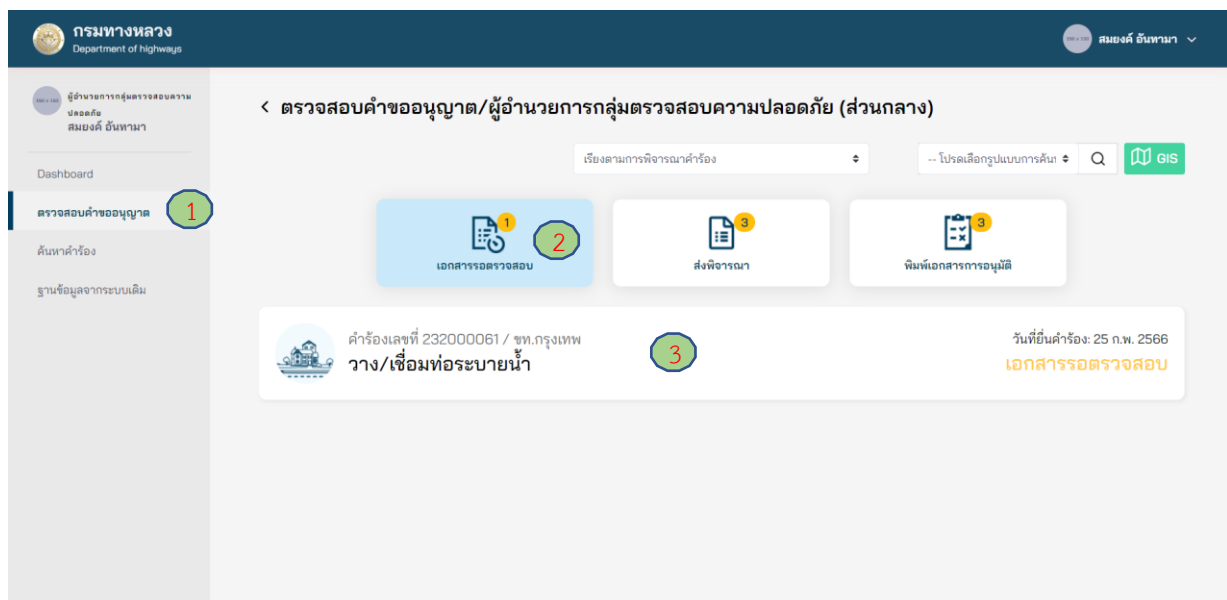 กรมทางหลวง
Department of highways
สมยงค์ อันทามา
ผู้อำนวยการกลุ่มตรวจสอบความ
ปลอดภัย
สมยงค์ อันทามา
< ตรวจสอบคำขออนุญาต/ผู้อำนวยการกลุ่มตรวจสอบความปลอดภัย (ส่วนกลาง)
เรียงตามการพิจารณาคำร้อง
-- โปรดเลือกรูปแบบการค้นห
GIS
Dashboard
ตรวจสอบคำขออนุญาต 1
ค้นหาคำร้อง
ฐานข้อมูลจากระบบเดิม
1
2
เอกสารรอตรวจสอบ
3
ส่งพิจารณา
3
พิมพ์เอกสารการอนุมัติ
คำร้องเลขที่ 232000061 / ขท.กรุงเทพ
วาง/เชื่อมท่อระบายน้ำ
3
วันที่ยื่นคำร้อง: 25 ก.พ. 2566
เอกสารรอตรวจสอบ